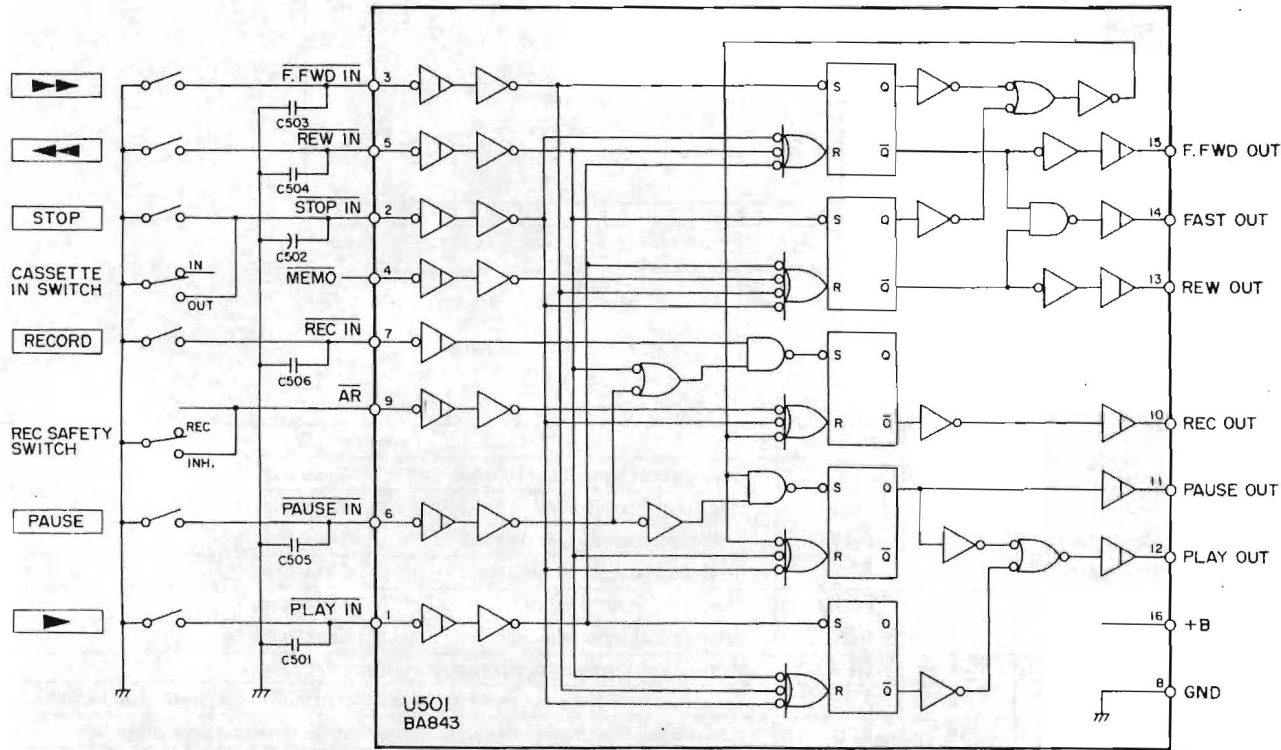 F. FWD IN
3
C503
REW IN
5
C504
STOP
STOP IN
2
C502
CASSETTE
IN SWITCH
IN
OUT
MEMO
4
RECORD
REC IN
7
C506
AR
9
REC SAFETY
SWITCH
REC
INH.
PAUSE
PAUSE IN
6
C505
PLAY IN
1
C501
U501
BA843
S Q
R Q
S Q
R Q
S Q
R Q
S Q
R Q
S Q
R Q
15
F. FWD OUT
14
FAST OUT
13
REW OUT
10
REC OUT
11
PAUSE OUT
12
PLAY OUT
16
+B
8
GND